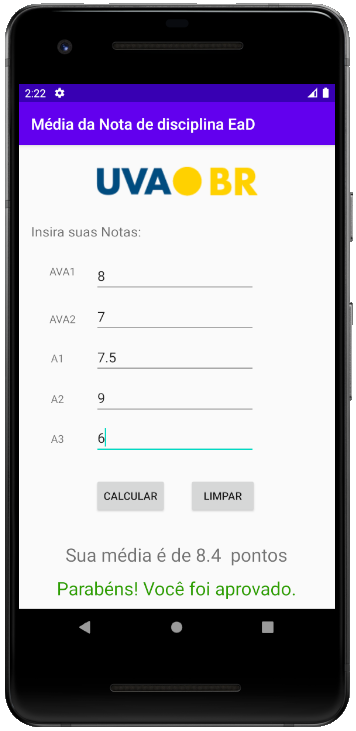 2:22
Média da Nota de disciplina EaD
UVA BR
Insira suas Notas:
AVA1 8
AVA2 7
A1 7.5
A2 9
A3 6
CALCULAR LIMPAR
Sua média é de 8.4 pontos
Parabéns! Você foi aprovado.